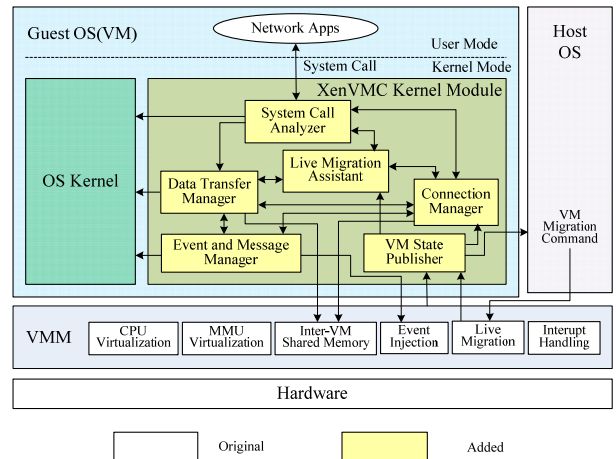 Guest OS(VM)
Network Apps
User Mode
System Call
Kernel Mode
Host
OS
XenVMC Kernel Module
System Call
Analyzer
OS Kernel
Live Migration
Assistant
Data Transfer
Manager
Connection
Manager
Event and Message
Manager
VM State
Publisher
VM
Migration
Command
VMM
CPU
Virtualization
MMU
Virtualization
Inter-VM
Shared Memory
Event
Injection
Live
Migration
Interupt
Handling
Hardware
Original
Added